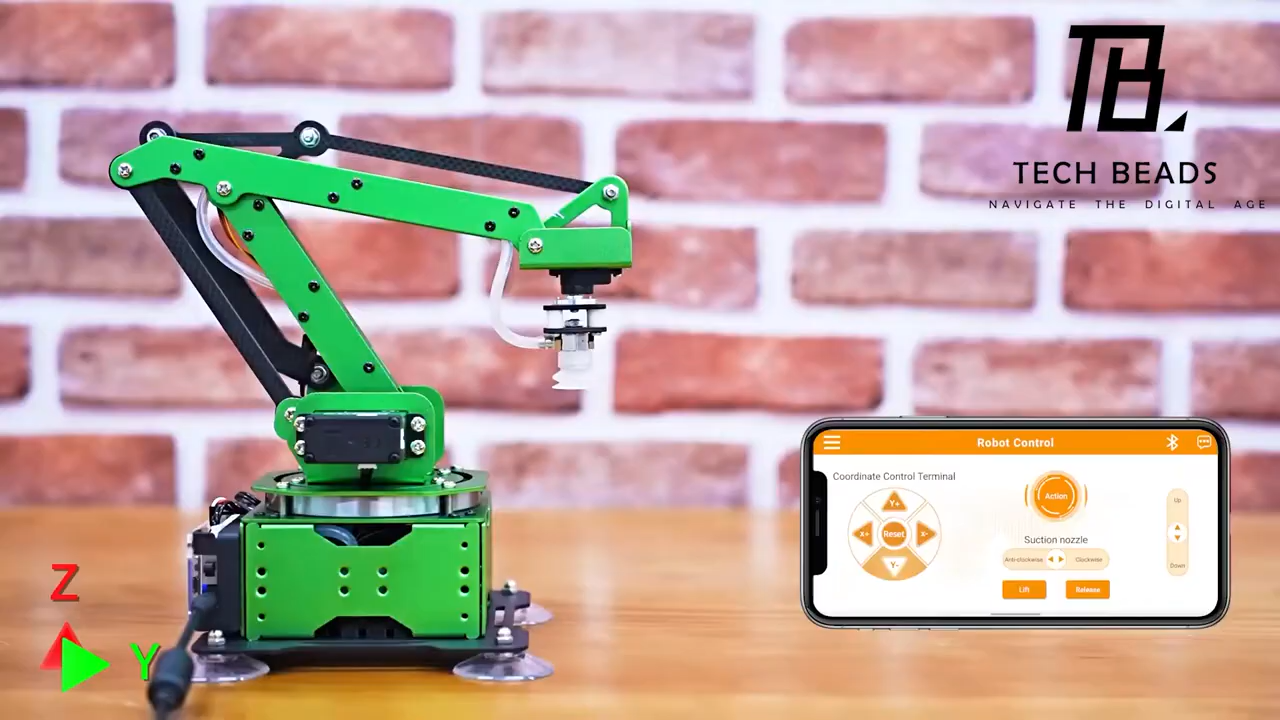 TB.
TECH BEADS
NAVIGATE THE DIGITAL AGE
Robot Control
Coordinate Control Terminal
Y+
X+
Reset
X-
Y-
Action
Suction nozzle
Anti-clockwise
Clockwise
Lift
Release
Up
Down
Z
Y